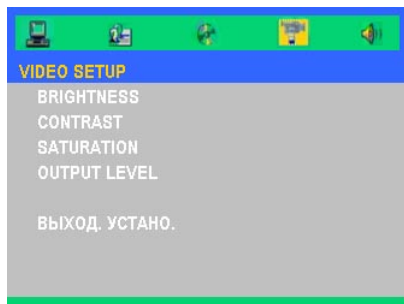 VIDEO SETUP
BRIGHTNESS
CONTRAST
SATURATION
OUTPUT LEVEL
ВЫХОД. УСТАНО.